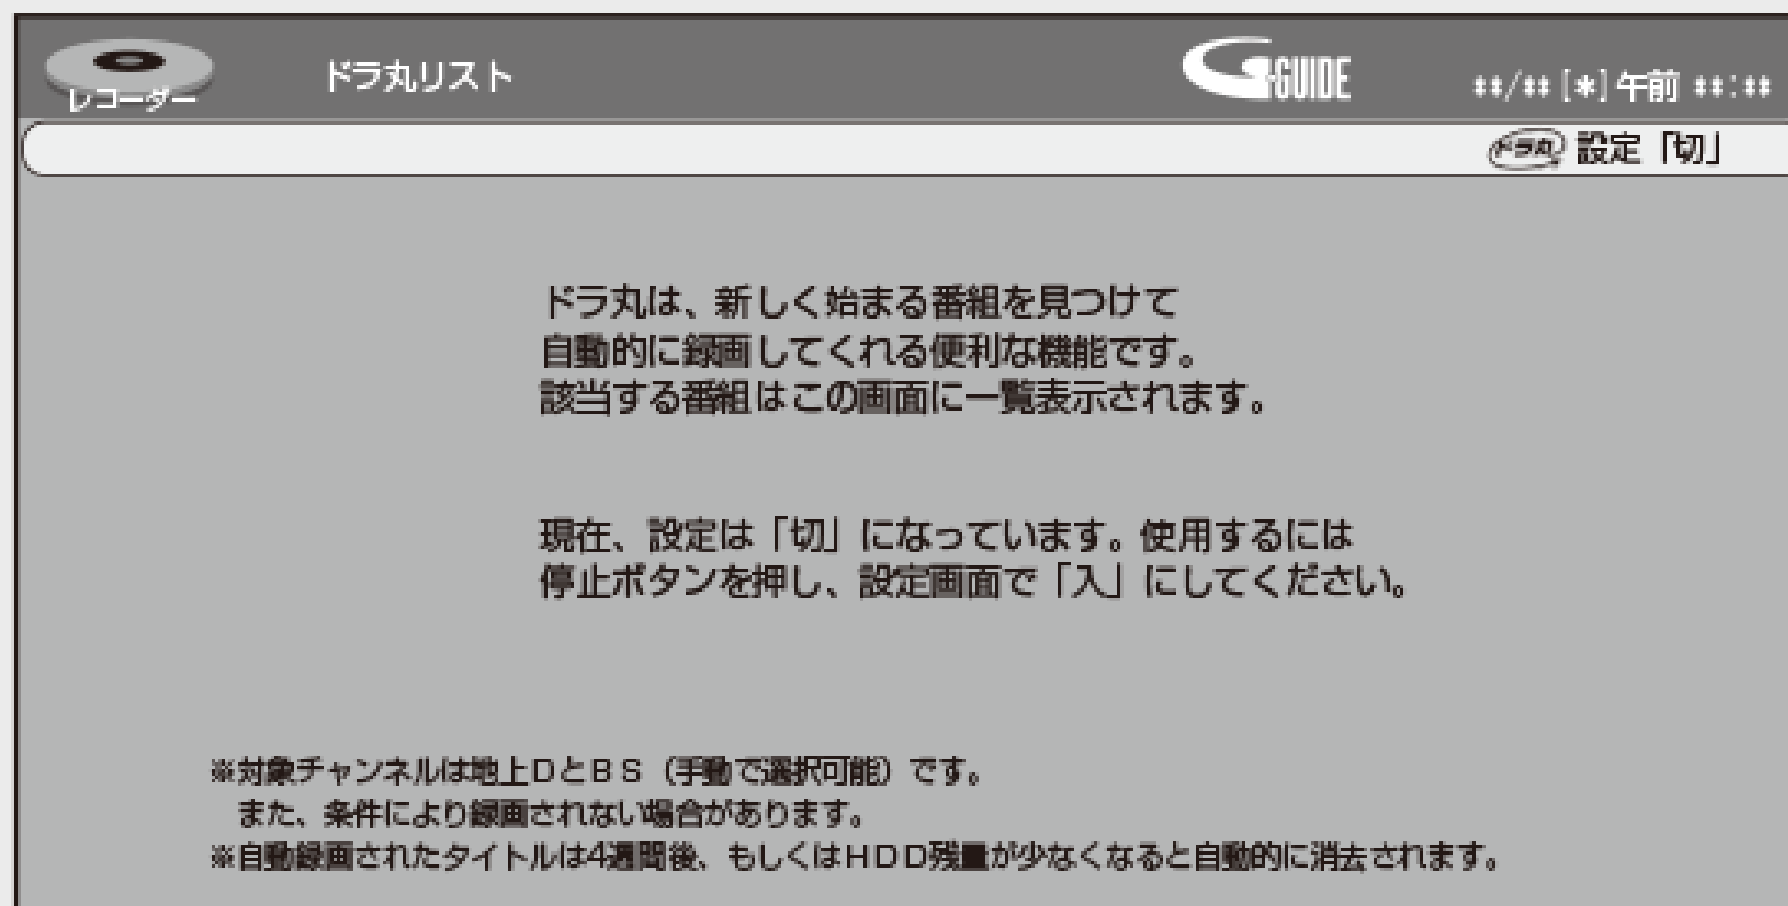 レコーダー
ドラ丸リスト
G-GUIDE
**/** [*] 午前 **:**
ドラ丸 設定「切」
ドラ丸は、新しく始まる番組を見つけて
自動的に録画してくれる便利な機能です。
該当する番組はこの画面に一覧表示されます。
現在、設定は「切」になっています。使用するには
停止ボタンを押し、設定画面で「入」にしてください。
※対象チャンネルは地上DとBS（手動で選択可能）です。
また、条件により録画されない場合があります。
※自動録画されたタイトルは4週間後、もしくはHDD残量が少なくなると自動的に消去されます。